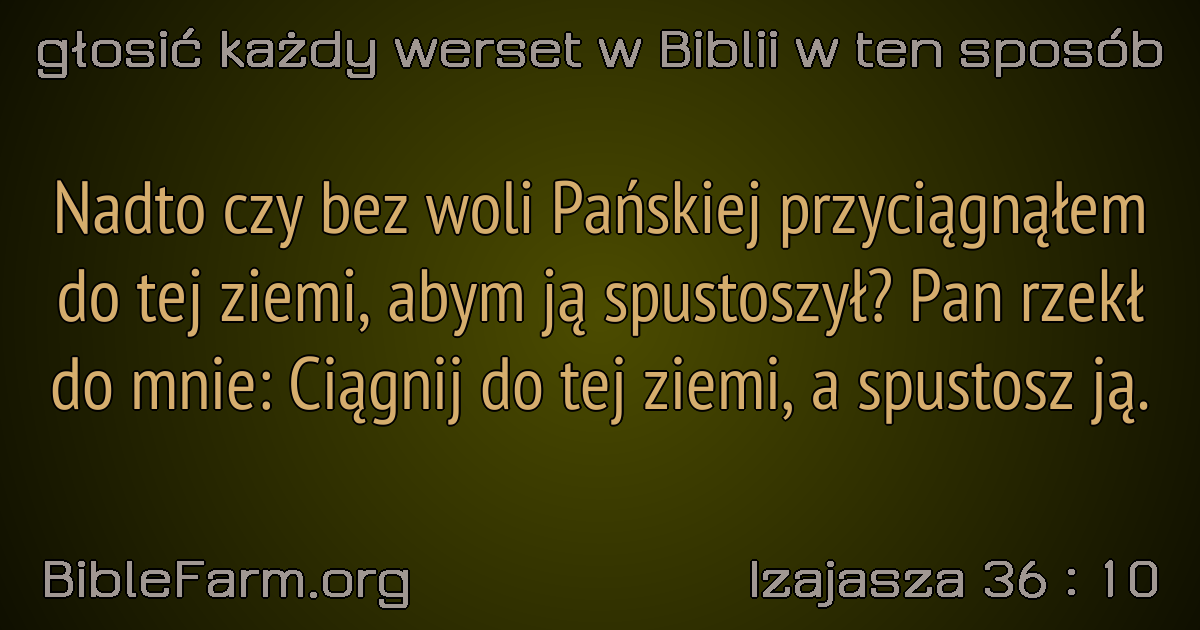 głosić każdy werset w Biblii w ten sposób
Nadto czy bez woli Pańskiej przyciągnąłem
do tej ziemi, abym ją spustoszył? Pan rzekł
do mnie: Ciągnij do tej ziemi, a spustosz ją.
BibleFarm.org
Izajasza 36 : 10